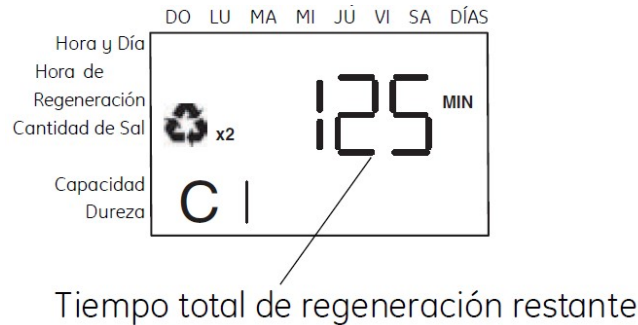 DO LU MA MI JU VI SA DÍAS
Hora y Día
Hora de
Regeneración
Cantidad de Sal
x2
125 MIN
Capacidad
Dureza
C |
Tiempo total de regeneración restante